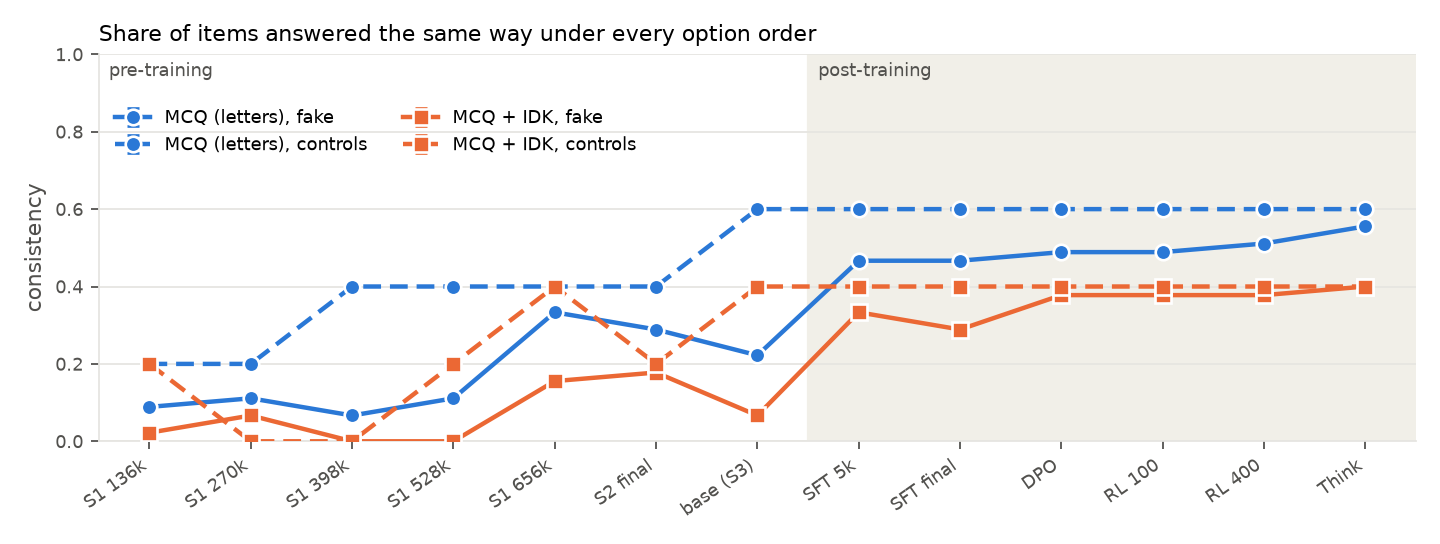 Share of items answered the same way under every option order
pre-training
post-training
MCQ (letters), fake
MCQ (letters), controls
MCQ + IDK, fake
MCQ + IDK, controls
consistency
1.0
0.8
0.6
0.4
0.2
0.0
S1 136k
S1 270k
S1 398k
S1 528k
S1 656k
S2 final
base (S3)
SFT 5k
SFT final
DPO
RL 100
RL 400
Think